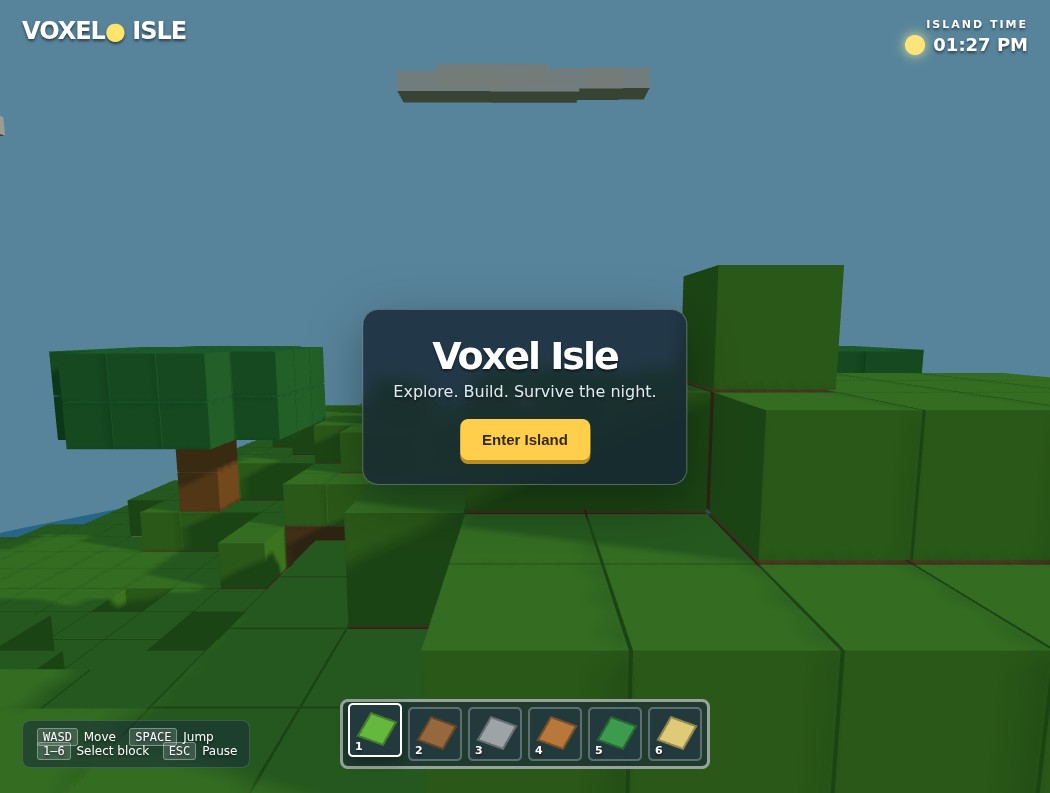 VOXEL ISLE
ISLAND TIME
01:27 PM
Voxel Isle
Explore. Build. Survive the night.
Enter Island
WASD Move SPACE Jump
1–6 Select block ESC Pause
1 2 3 4 5 6